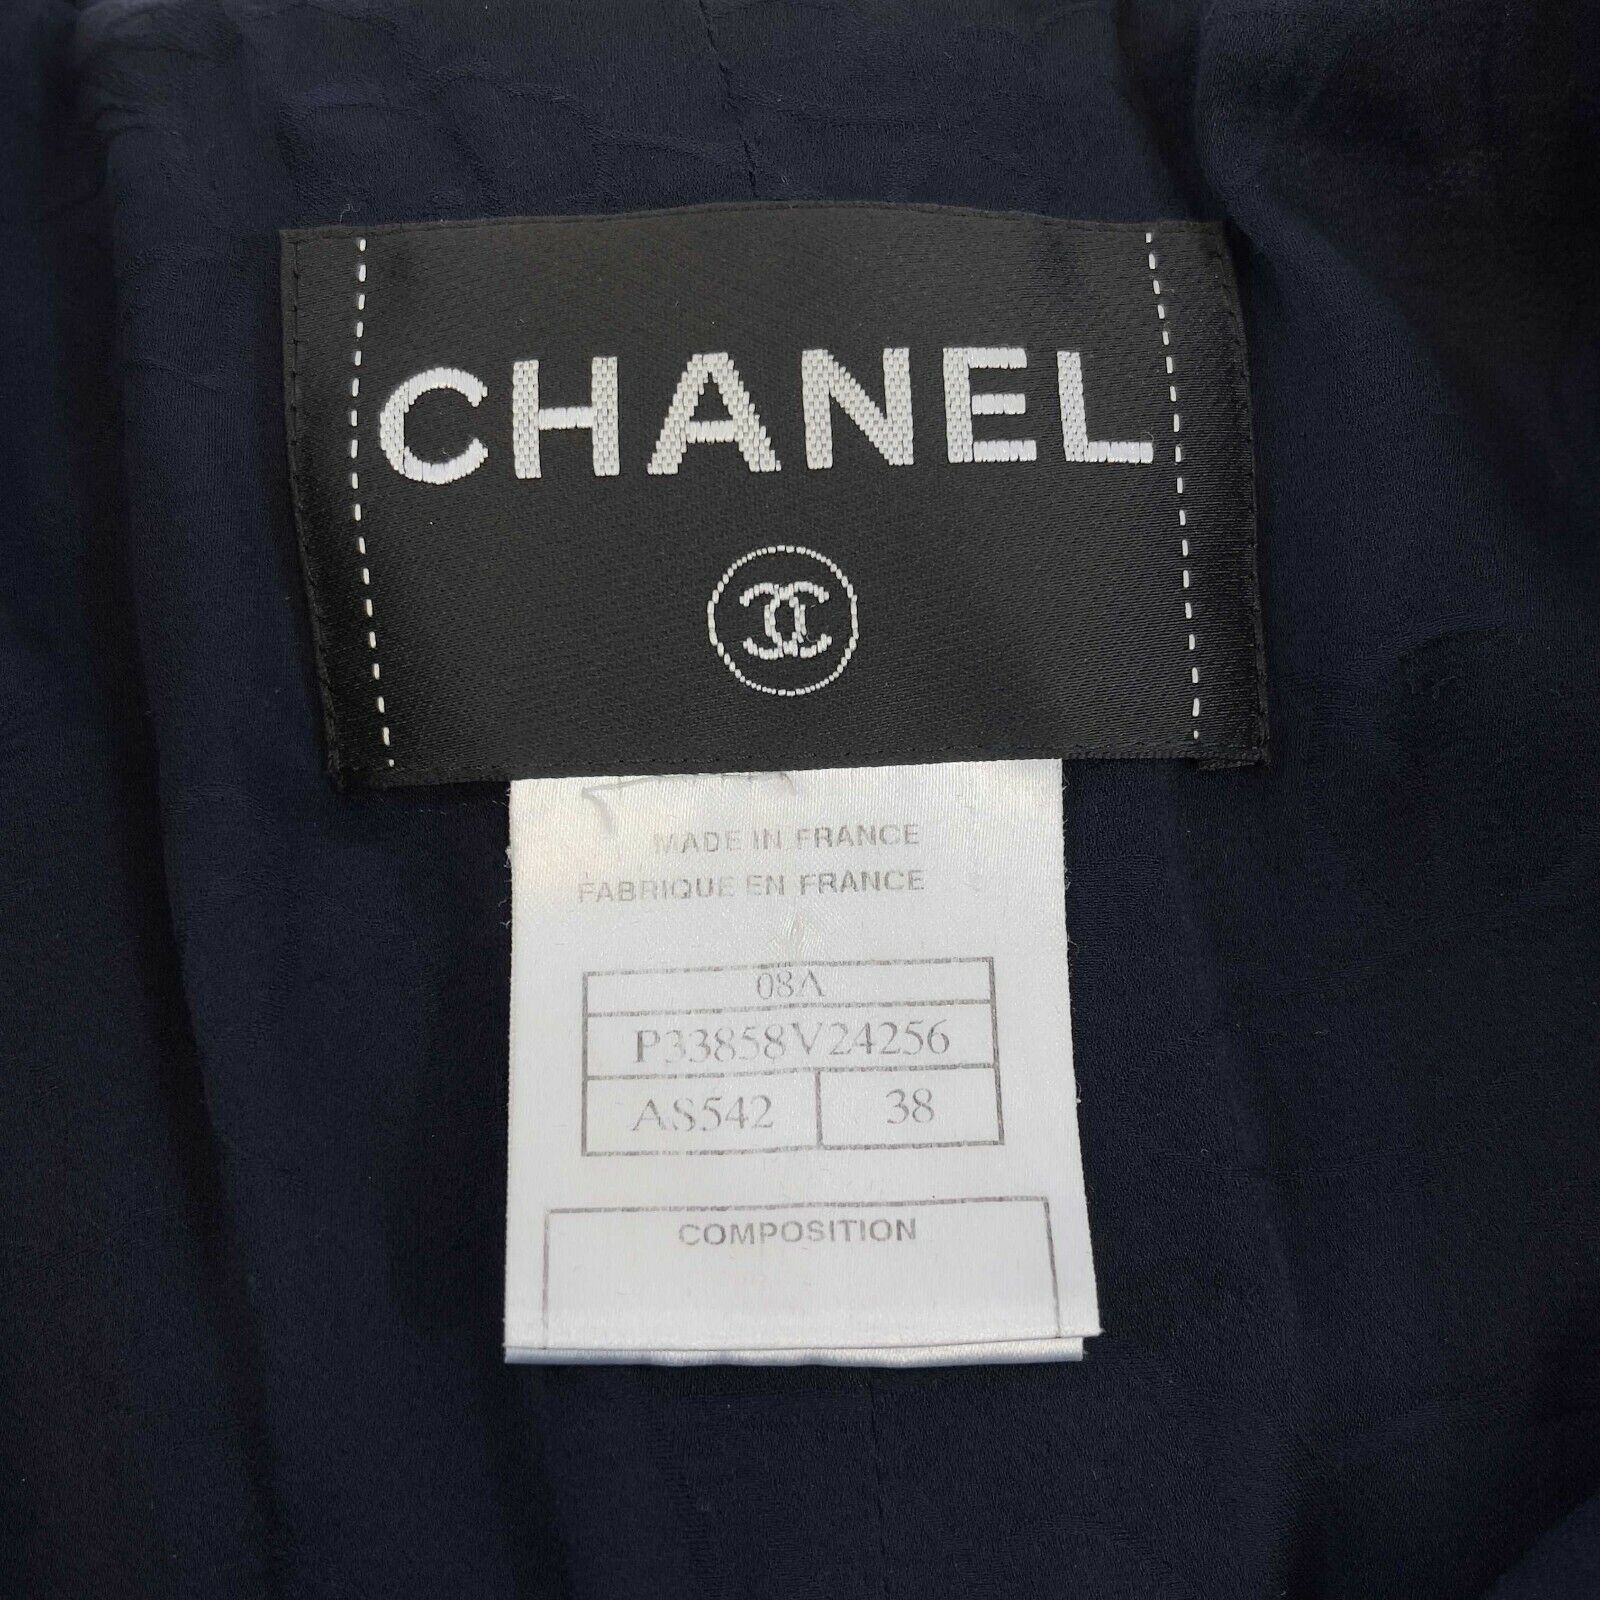 CHANEL
MADE IN FRANCE
FABRIQUE EN FRANCE
08A
P33858V24256
AS542 38
COMPOSITION